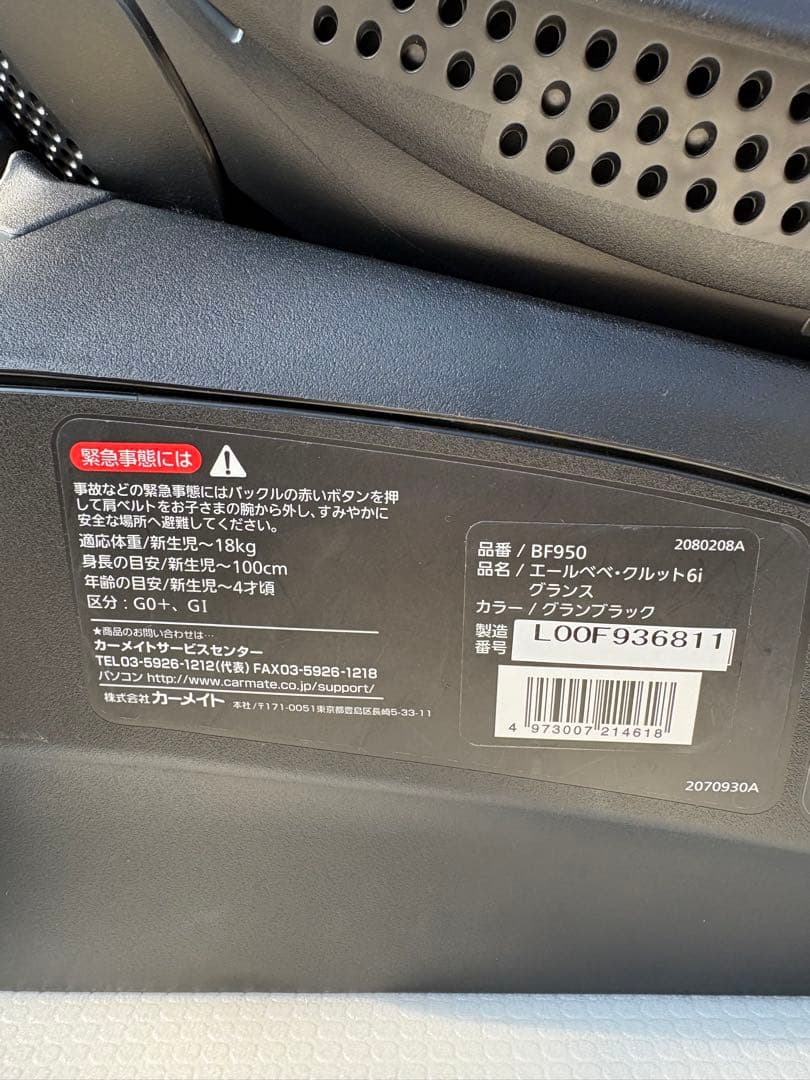 緊急事態には
事故などの緊急事態にはバックルの赤いボタンを押
して肩ベルトをお子さまの腕から外し、すみやかに
安全な場所へ避難してください。
適応体重/新生児～18kg
身長の目安/新生児～100cm
年齢の目安/新生児～4才頃
区分：G0+、GI
★商品のお問い合わせは…
カーメイトサービスセンター
TEL03-5926-1212(代表) FAX03-5926-1218
パソコン http://www.carmate.co.jp/support/
株式会社 カーメイト 本社/〒171-0051東京都豊島区長崎5-33-11
2080208A
品番 / BF950
品名 / エールベベ・クルット6i
グランス
カラー / グランブラック
製造
番号
L00F936811
4 973007 214618
2070930A